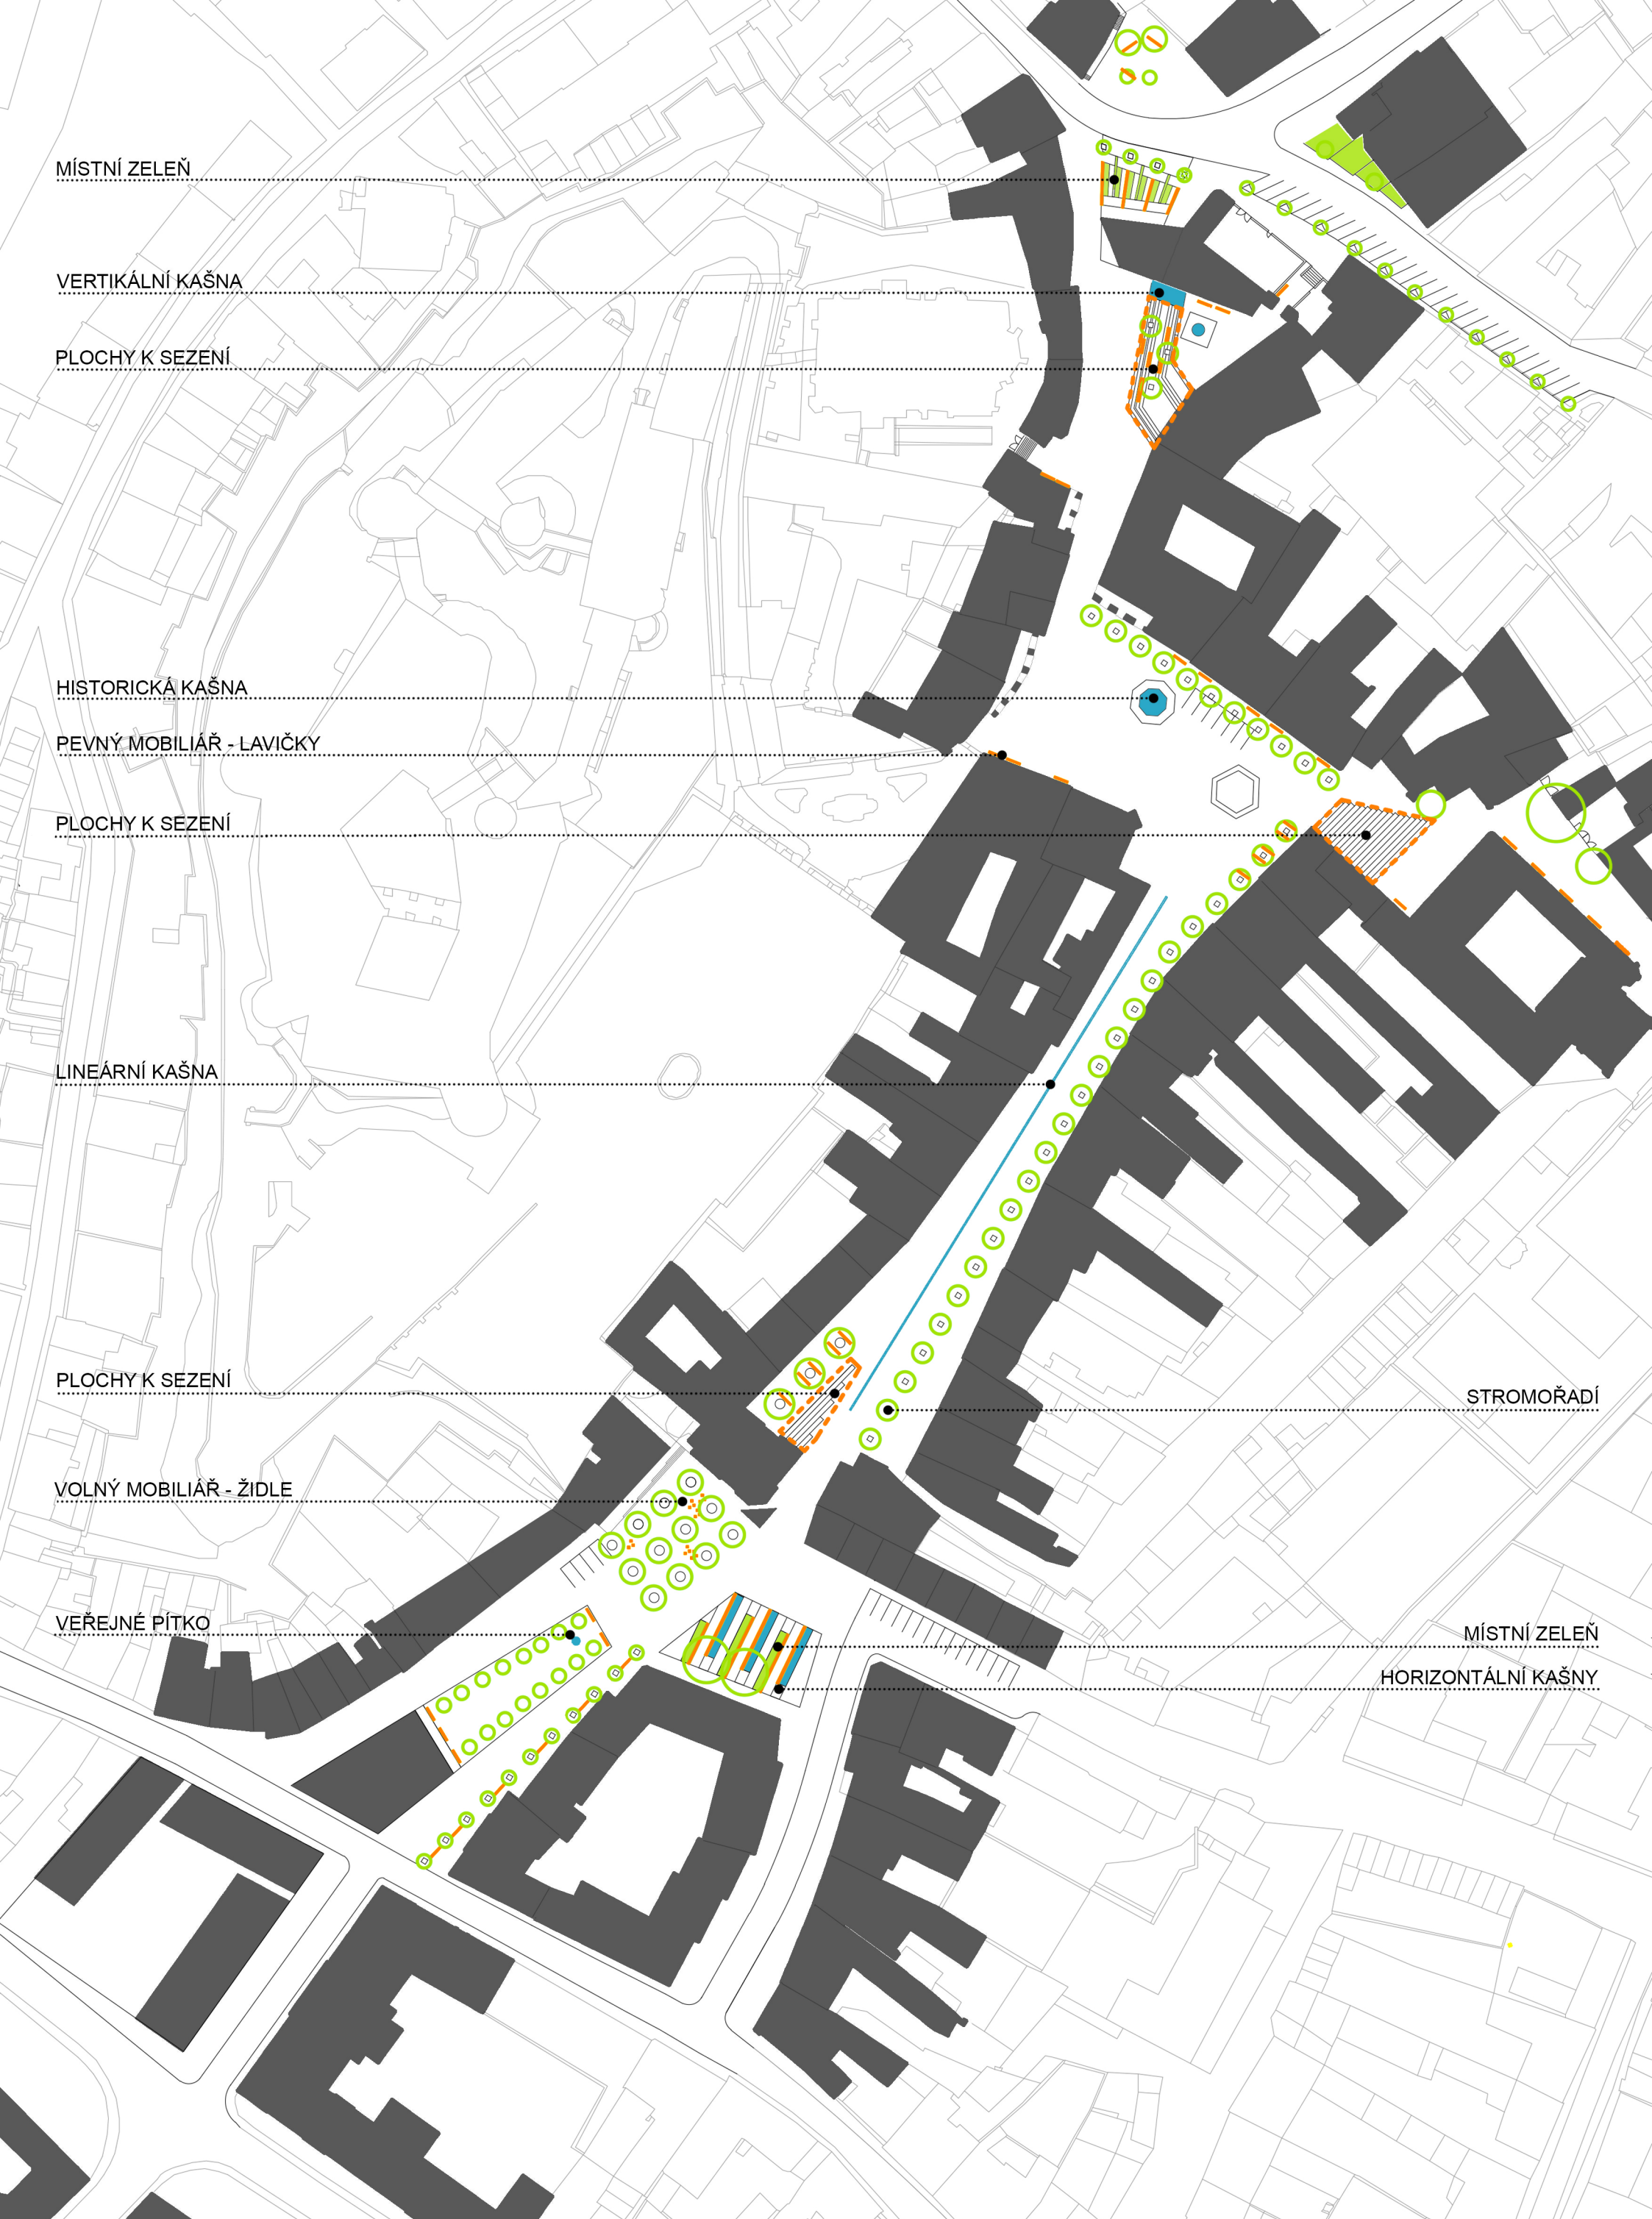 MÍSTNÍ ZELEŇ
VERTIKÁLNÍ KAŠNA
PLOCHY K SEZENÍ
HISTORICKÁ KAŠNA
PEVNÝ MOBILIÁŘ - LAVIČKY
PLOCHY K SEZENÍ
LINEÁRNÍ KAŠNA
PLOCHY K SEZENÍ
STROMOŘADÍ
VOLNÝ MOBILIÁŘ - ŽIDLE
VEŘEJNÉ PÍTKO
MÍSTNÍ ZELEŇ
HORIZONTÁLNÍ KAŠNY